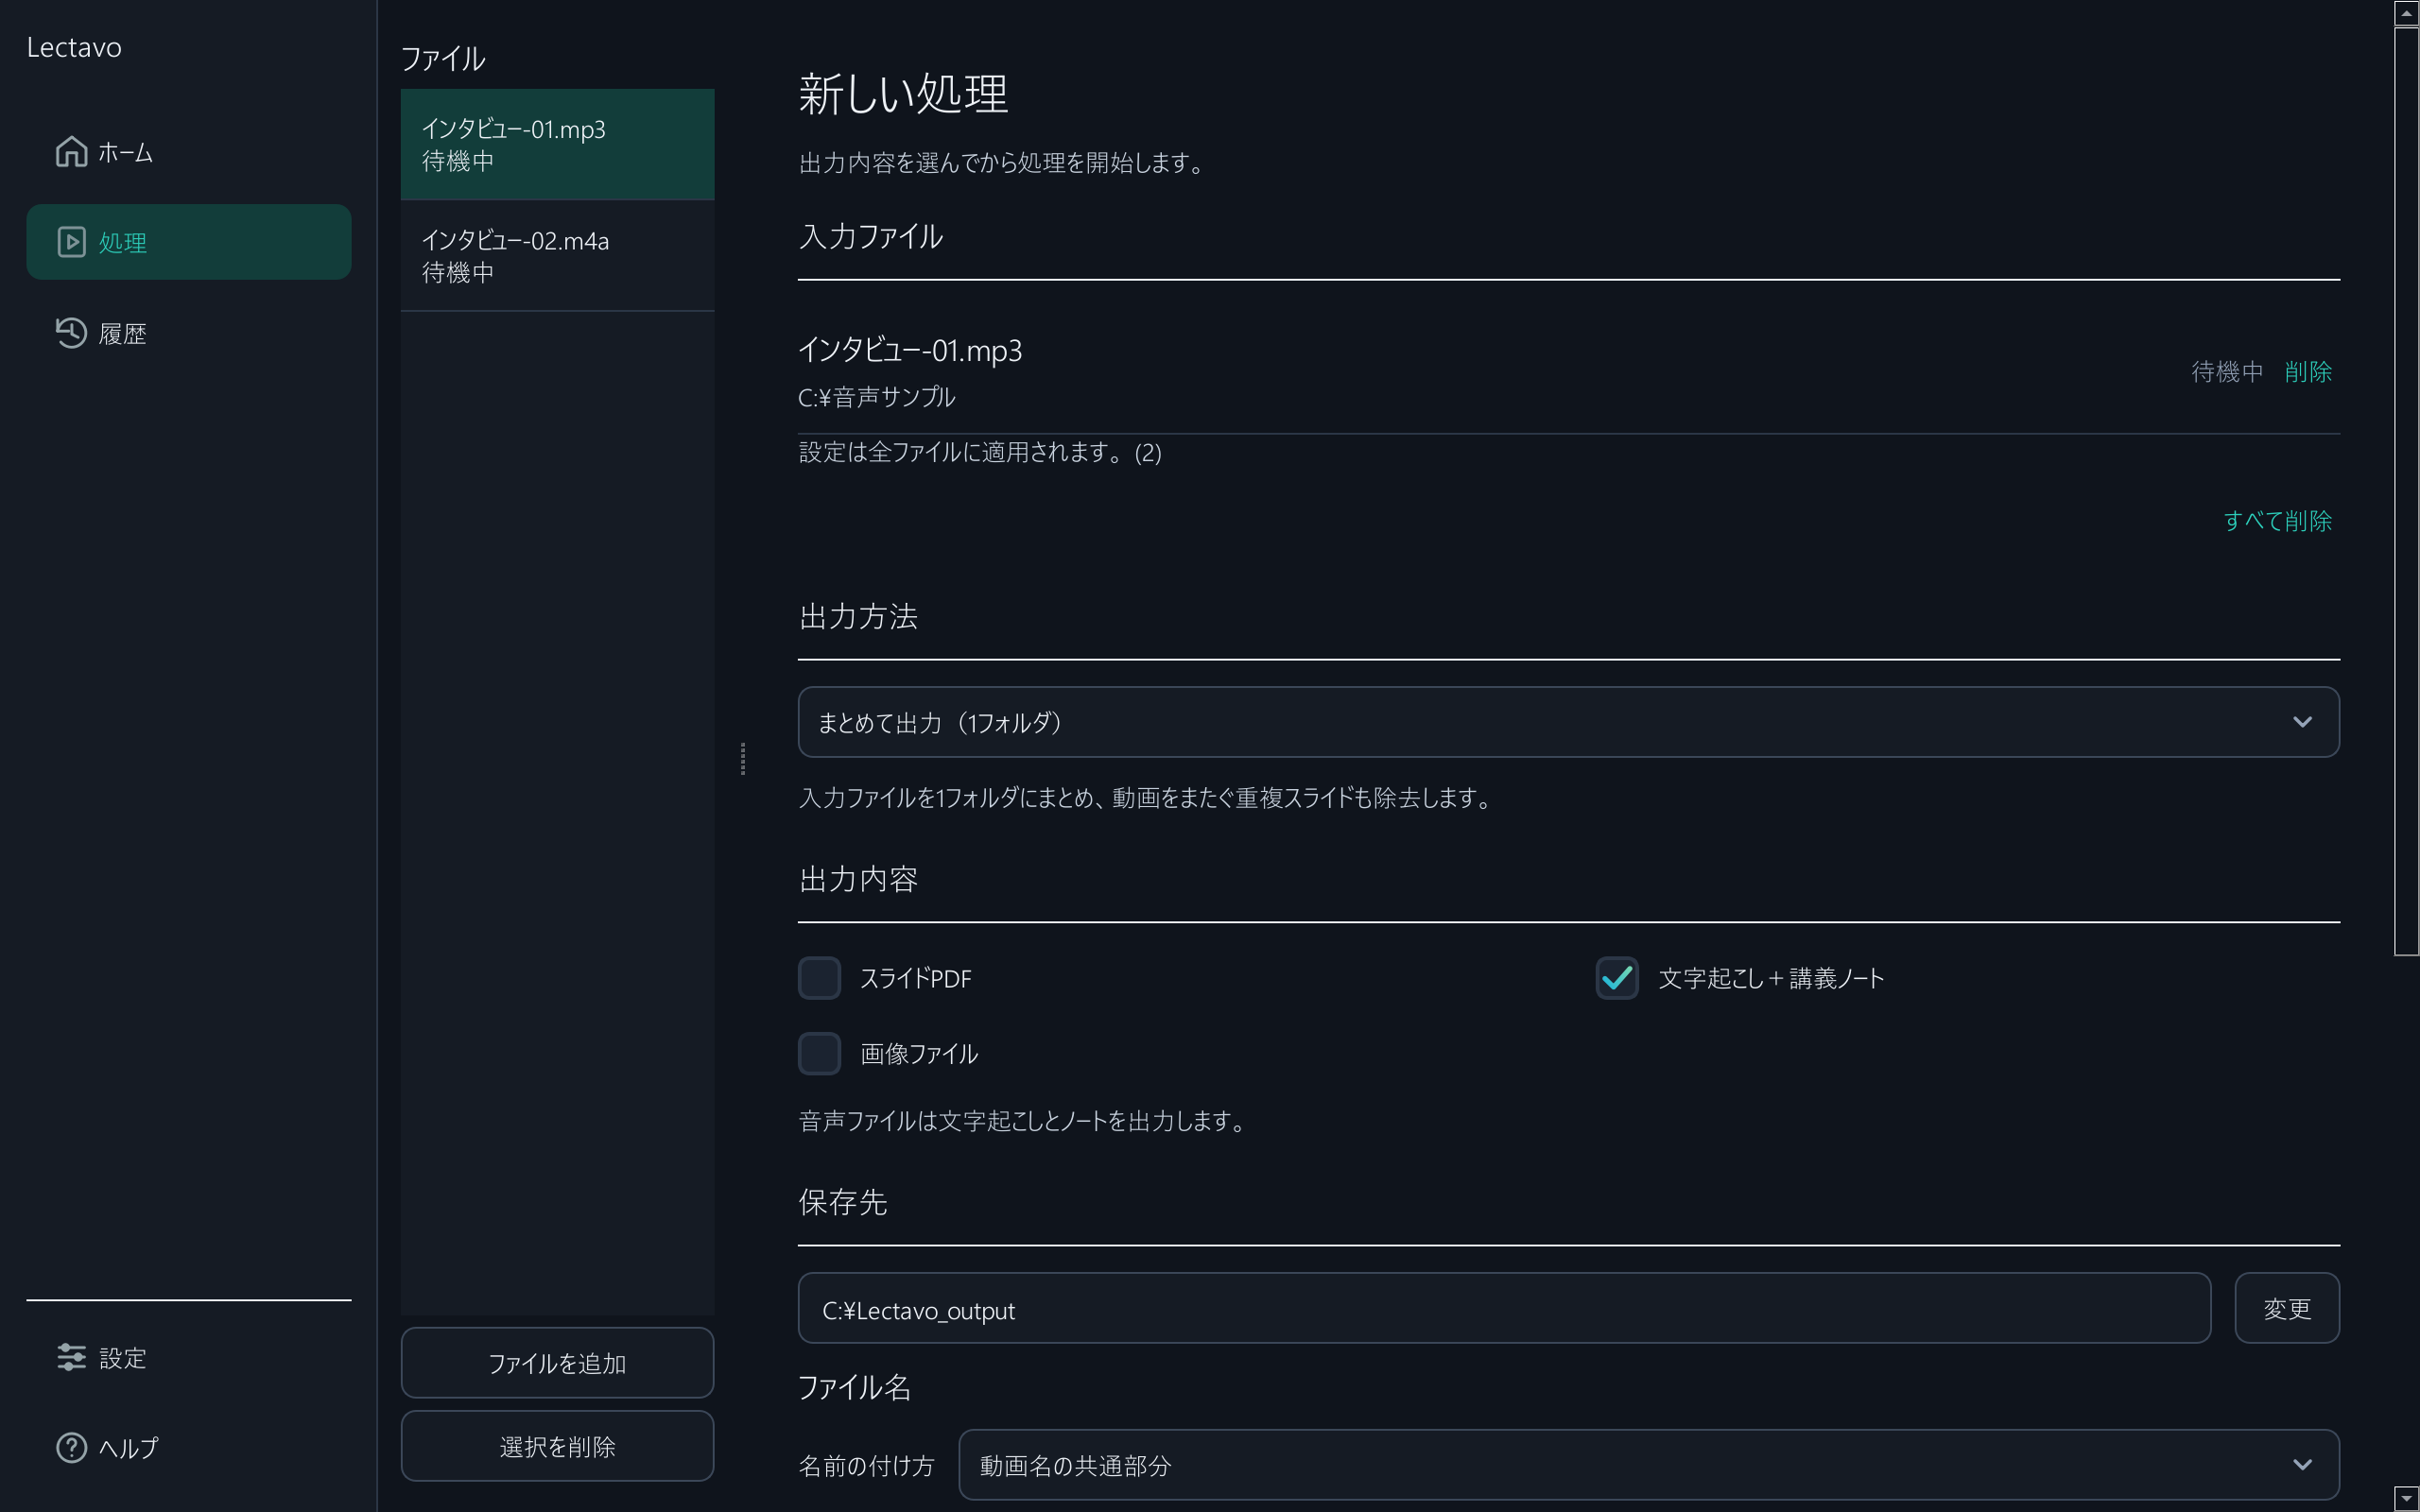 Lectavo
ホーム
処理
履歴
設定
ヘルプ
ファイル
インタビュー-01.mp3
待機中
インタビュー-02.m4a
待機中
ファイルを追加
選択を削除
新しい処理
出力内容を選んでから処理を開始します。
入力ファイル
インタビュー-01.mp3
C:¥音声サンプル
待機中 削除
設定は全ファイルに適用されます。 (2)
すべて削除
出力方法
まとめて出力（1フォルダ）
入力ファイルを1フォルダにまとめ、動画をまたぐ重複スライドも除去します。
出力内容
スライドPDF
文字起こし＋講義ノート
画像ファイル
音声ファイルは文字起こしとノートを出力します。
保存先
C:¥Lectavo_output
変更
ファイル名
名前の付け方
動画名の共通部分